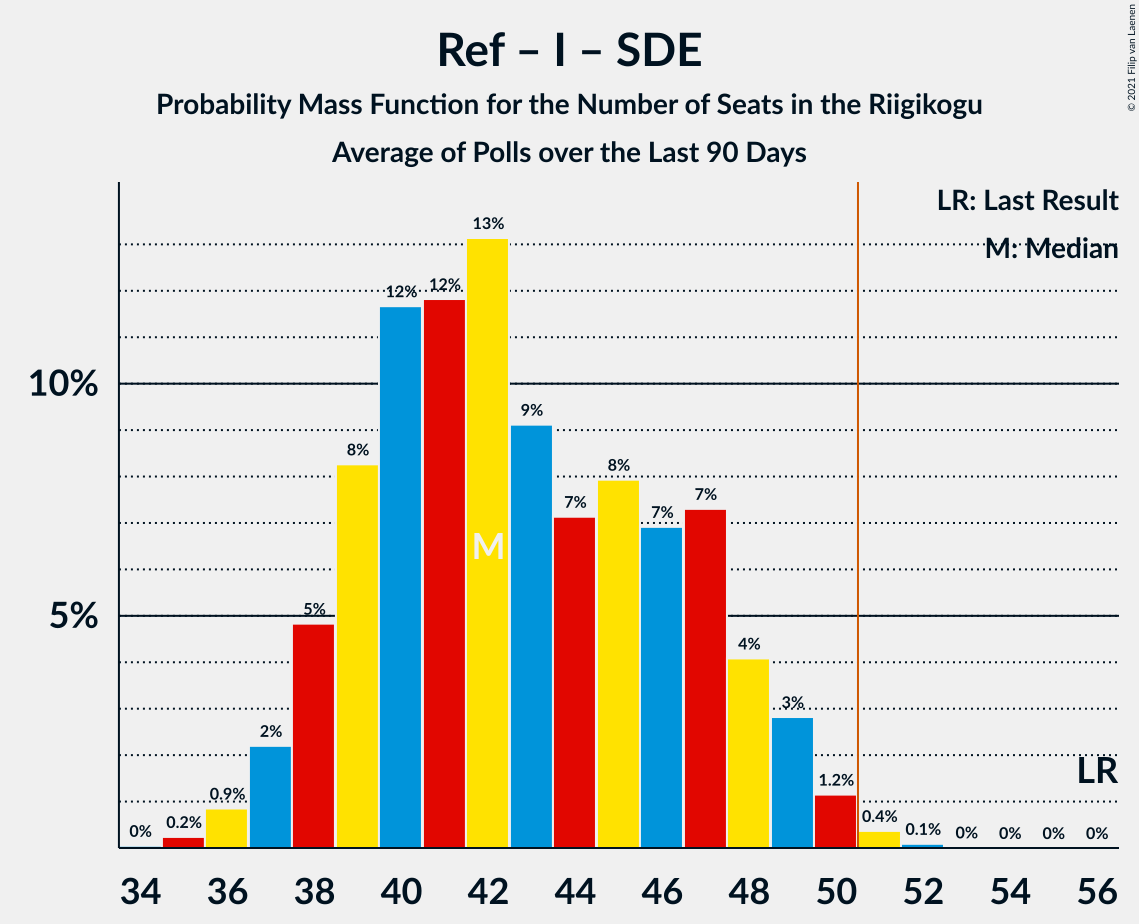 Ref – I – SDE
Probability Mass Function for the Number of Seats in the Riigikogu
Average of Polls over the Last 90 Days
© 2021 Filip van Laenen
LR: Last Result
M: Median
10%
5%
0%
0.2%
0.9%
2%
5%
8%
12%
12%
13%
9%
7%
8%
7%
7%
4%
3%
1.2%
0.4%
0.1%
0%
0%
0%
0%
M
LR
34 36 38 40 42 44 46 48 50 52 54 56